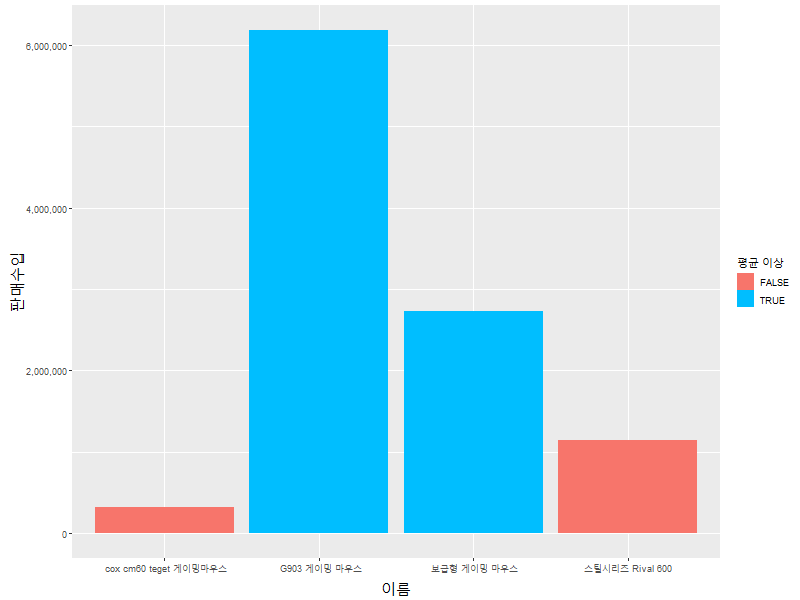 6,000,000
4,000,000
2,000,000
0
판매수입
cox cm60 teget 게이밍마우스
G903 게이밍 마우스
보급형 게이밍 마우스
스틸시리즈 Rival 600
이름
평균 이상
FALSE
TRUE